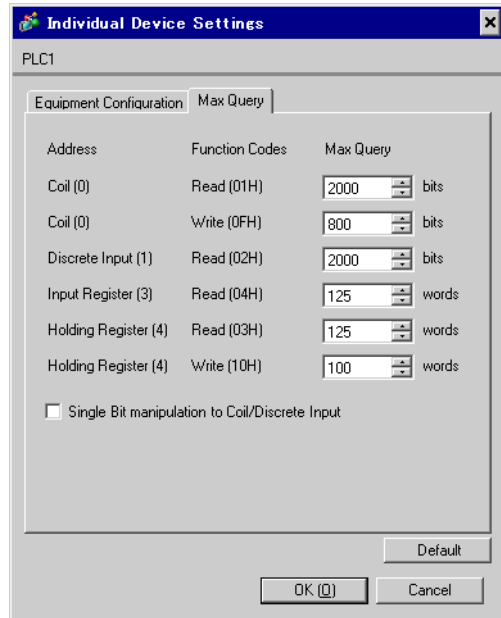 Individual Device Settings
PLC1
Equipment Configuration Max Query
Address Function Codes Max Query
Coil (0) Read (01H) 2000 bits
Coil (0) Write (0FH) 800 bits
Discrete Input (1) Read (02H) 2000 bits
Input Register (3) Read (04H) 125 words
Holding Register (4) Read (03H) 125 words
Holding Register (4) Write (10H) 100 words
Single Bit manipulation to Coil/Discrete Input
Default
OK (O) Cancel